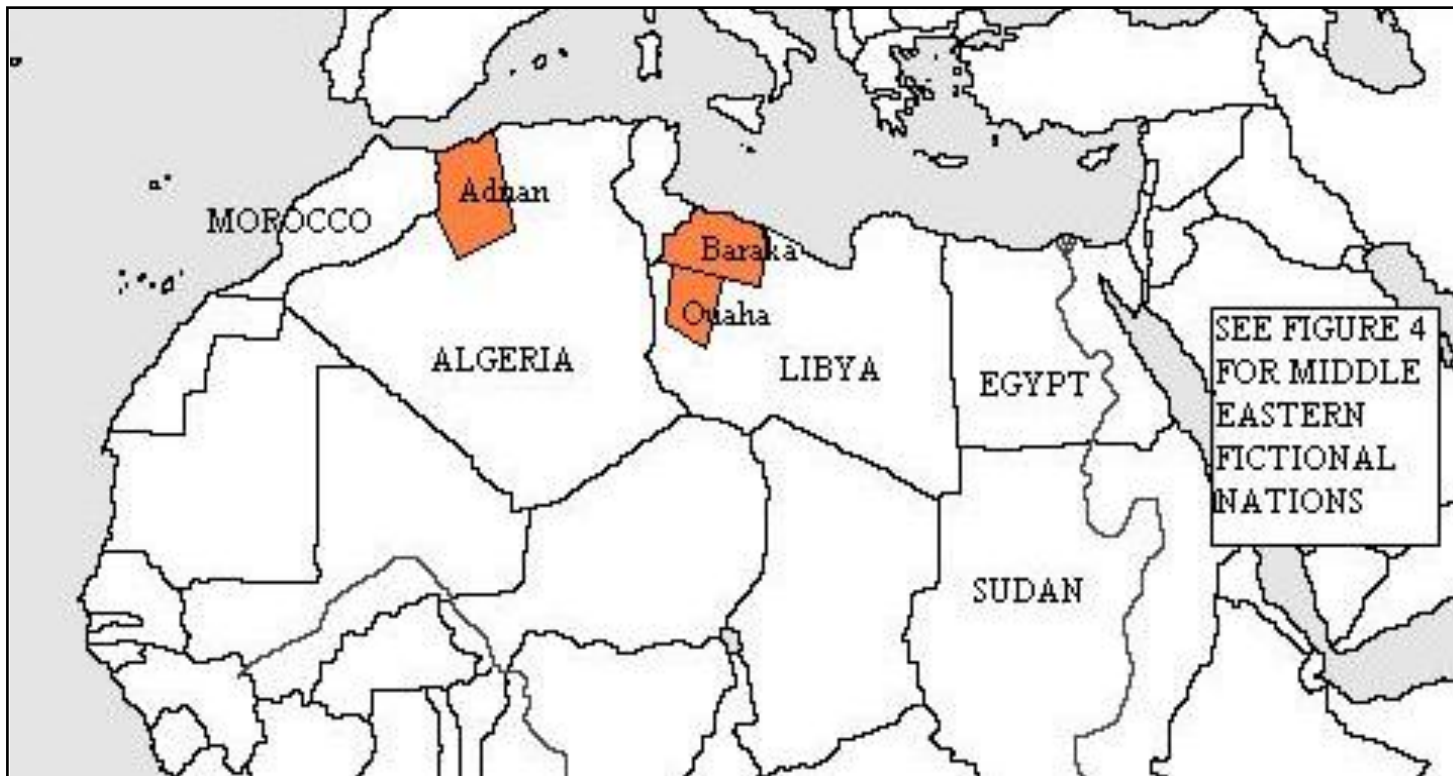 Adnan
MOROCCO
Baraka
Ouaha
ALGERIA
LIBYA
EGYPT
SUDAN
SEE FIGURE 4
FOR MIDDLE
EASTERN
FICTIONAL
NATIONS